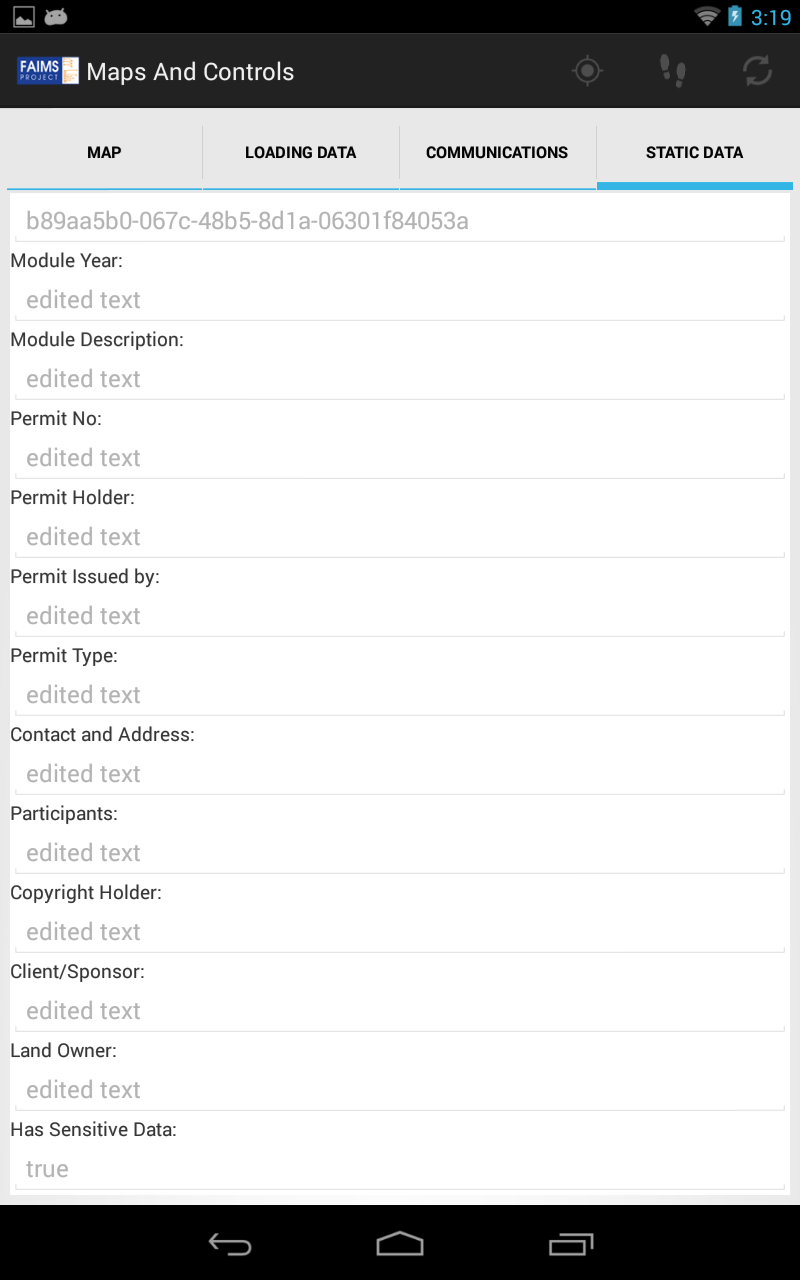 3:19
FAIMS
PROJECT
Maps And Controls
MAP
LOADING DATA
COMMUNICATIONS
STATIC DATA
b89aa5b0-067c-48b5-8d1a-06301f84053a
Module Year:
edited text
Module Description:
edited text
Permit No:
edited text
Permit Holder:
edited text
Permit Issued by:
edited text
Permit Type:
edited text
Contact and Address:
edited text
Participants:
edited text
Copyright Holder:
edited text
Client/Sponsor:
edited text
Land Owner:
edited text
Has Sensitive Data:
true